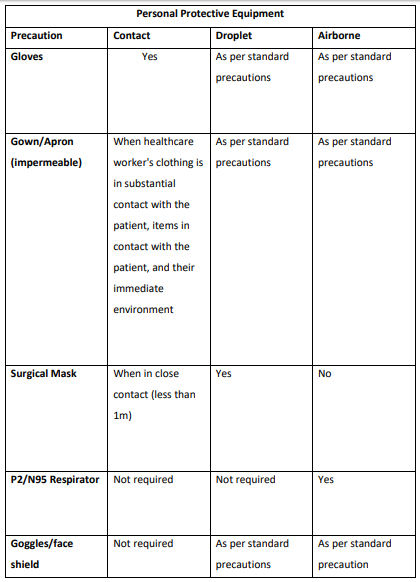 Personal Protective Equipment
Precaution Contact Droplet Airborne
Gloves Yes As per standard As per standard
precautions precautions
Gown/Apron When healthcare As per standard As per standard
(impermeable) worker's clothing is precautions precautions
in substantial
contact with the
patient, items in
contact with the
patient, and their
immediate
environment
Surgical Mask When in close Yes No
contact (less than
1m)
P2/N95 Respirator Not required Not required Yes
Goggles/face Not required As per standard As per standard
shield precautions precaution